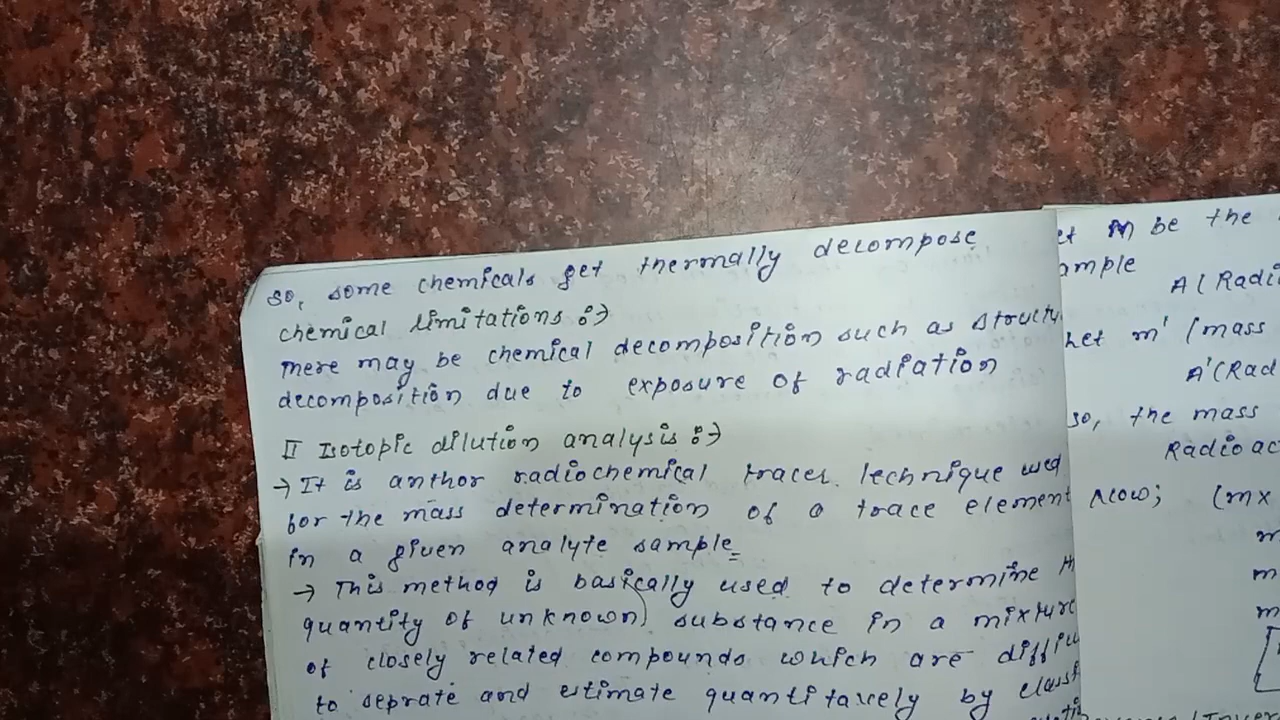 so, some chemicals get thermally decompose
chemical limitations :→
There may be chemical decomposition such as structu
decomposition due to exposure of radiation
II Isotopic dilution analysis :→
→ It is anthor radiochemical tracer technique used
for the mass determination of a trace element
in a given analyte sample
→ This method is basically used to determine th
quantity of unknown substance in a mixture
of closely related compounds which are difficu
to seprate and estimate quantitavely by classi
et m be the
ample
A (Radi
Let m' (mass
A' (Rad
so, the mass
Radioac
Now; (mx
m
m
m